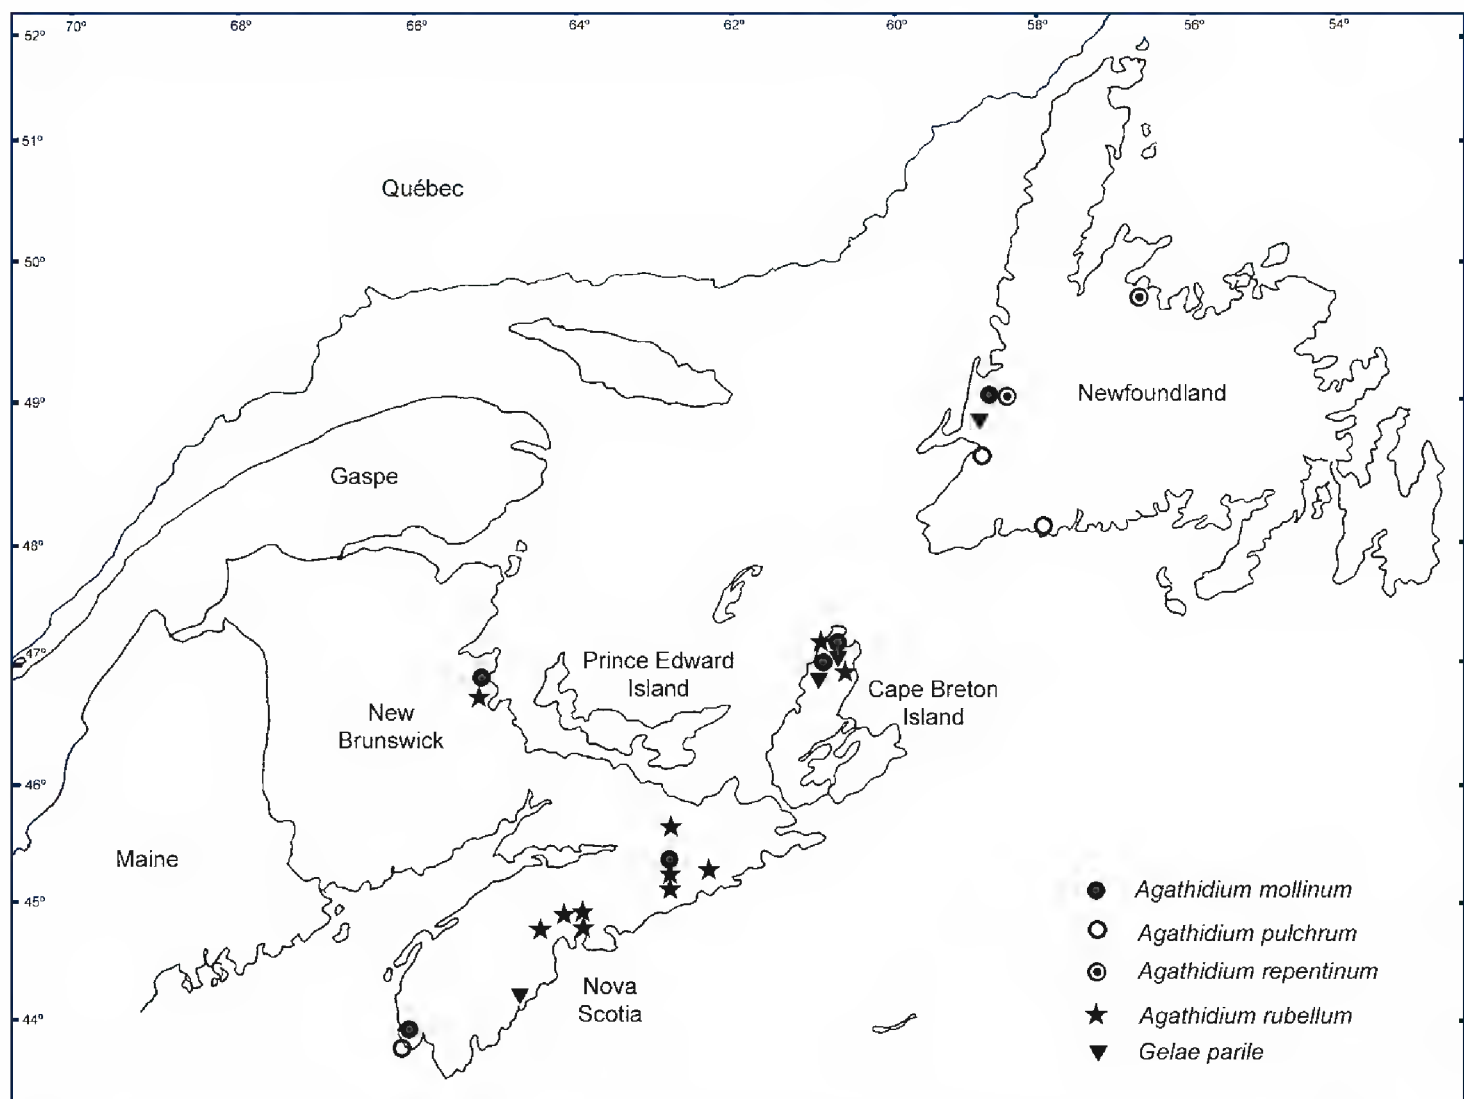 70° 68° 66° 64° 62° 60° 58° 56° 54°
52°
51°
Québec
50°
49°
Newfoundland
Gaspe
48°
47°
Prince Edward
Island
Cape Breton
Island
New
Brunswick
46°
Maine
45°
Agathidium mollinum
Agathidium pulchrum
Agathidium repentinum
Nova
Scotia
Agathidium rubellum
44°
Gelae parile